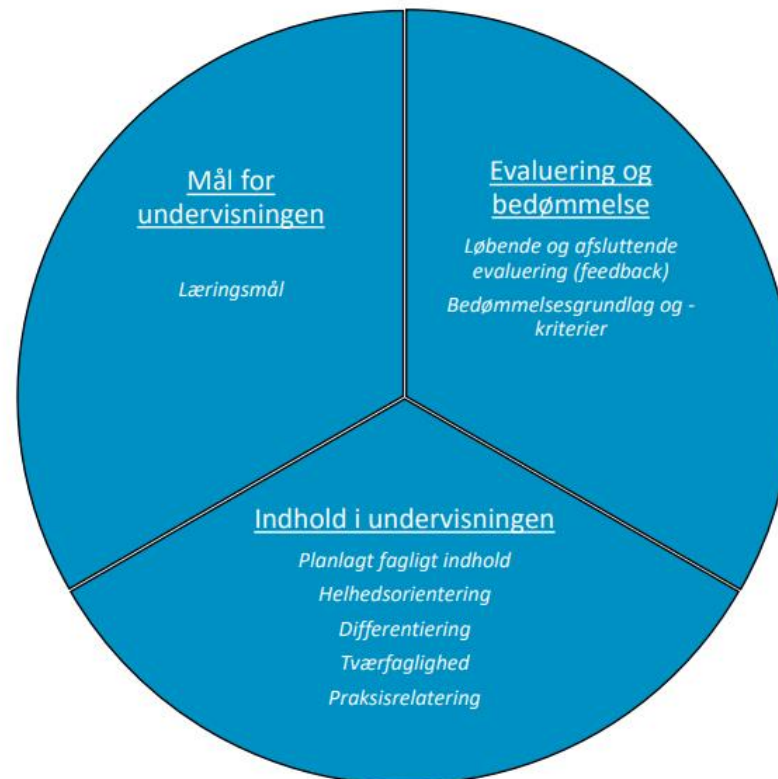 Mål for
undervisningen
Læringsmål
Evaluering og
bedømmelse
Løbende og afsluttende
evaluering (feedback)
Bedømmelsesgrundlag og -
kriterier
Indhold i undervisningen
Planlagt fagligt indhold
Helhedsorientering
Differentiering
Tværfaglighed
Praksisrelatering